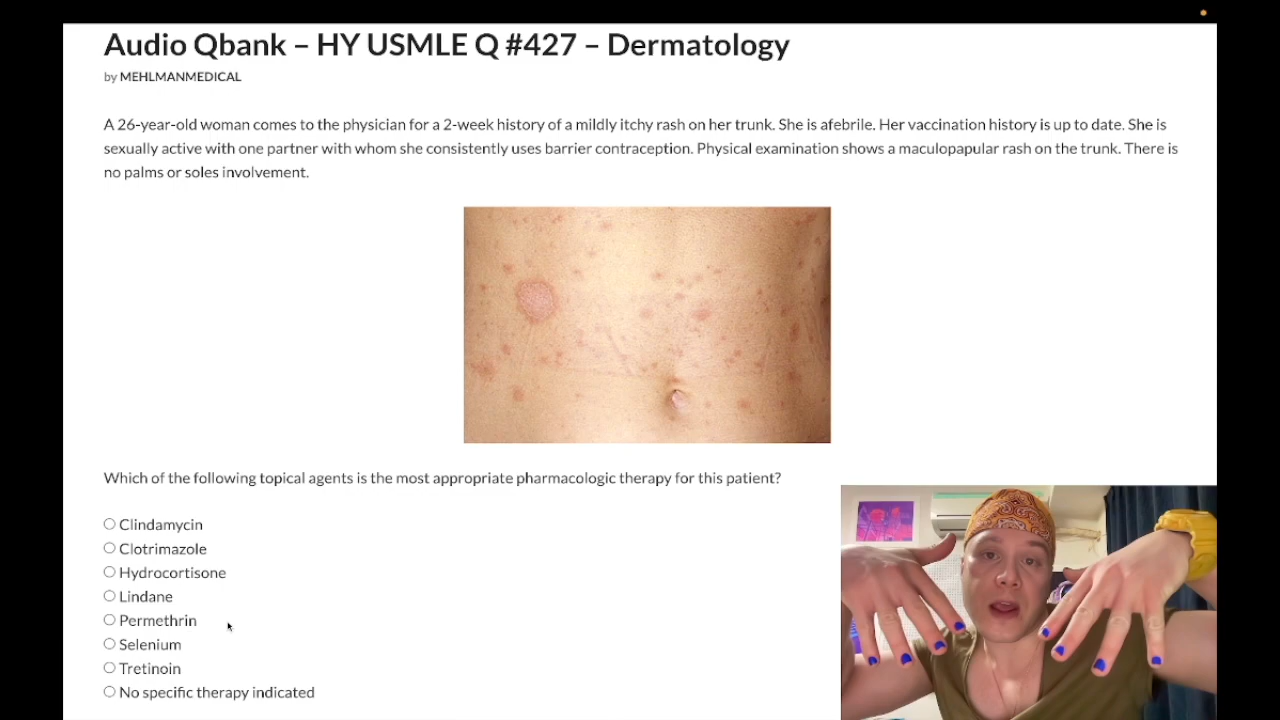 Audio Qbank – HY USMLE Q #427 – Dermatology
by MEHLMANMEDICAL
A 26-year-old woman comes to the physician for a 2-week history of a mildly itchy rash on her trunk. She is afebrile. Her vaccination history is up to date. She is
sexually active with one partner with whom she consistently uses barrier contraception. Physical examination shows a maculopapular rash on the trunk. There is
no palms or soles involvement.
Which of the following topical agents is the most appropriate pharmacologic therapy for this patient?
Clindamycin
Clotrimazole
Hydrocortisone
Lindane
Permethrin
Selenium
Tretinoin
No specific therapy indicated